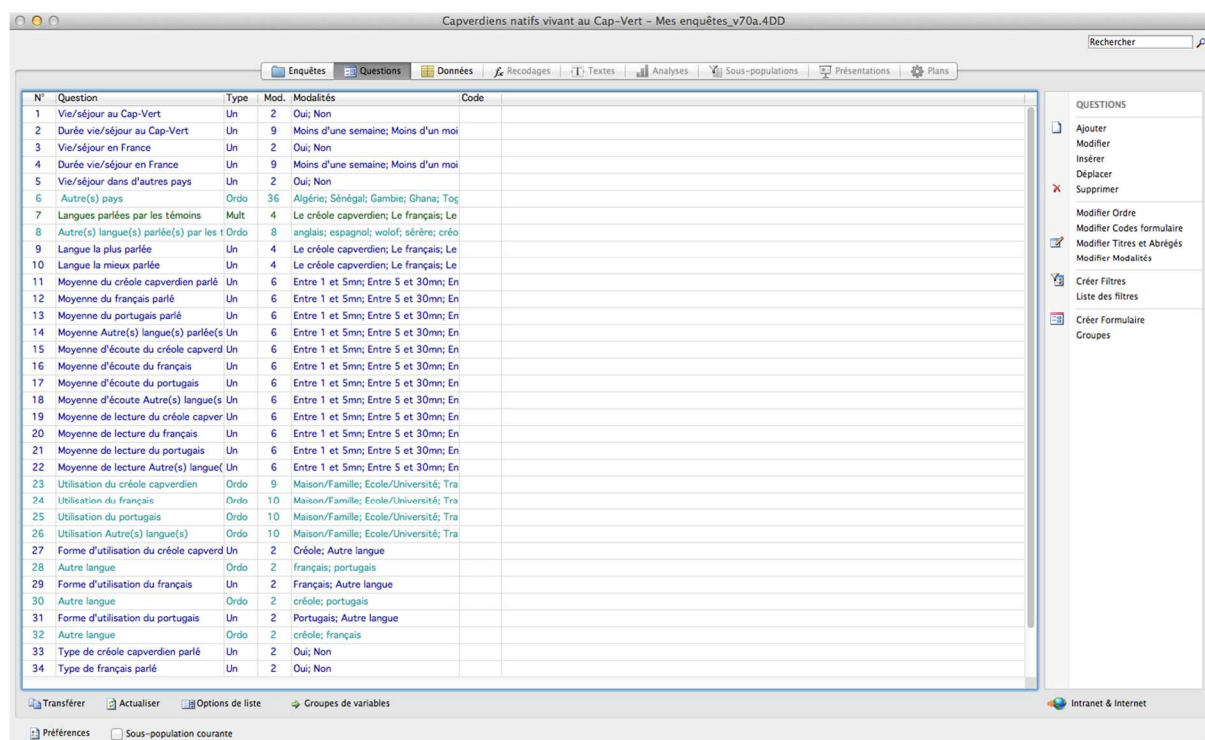 Capverdiens natifs vivant au Cap-Vert – Mes enquêtes_v70a.4DD
Rechercher
Enquêtes Questions Données fx Recodages Textes Analyses Sous-populations Présentations Plans
N° Question Type Mod. Modalités Code
1 Vie/séjour au Cap-Vert Un 2 Oui; Non
2 Durée vie/séjour au Cap-Vert Un 9 Moins d'une semaine; Moins d'un moi
3 Vie/séjour en France Un 2 Oui; Non
4 Durée vie/séjour en France Un 9 Moins d'une semaine; Moins d'un moi
5 Vie/séjour dans d'autres pays Un 2 Oui; Non
6 Autre(s) pays Ordo 36 Algérie; Sénégal; Gambie; Ghana; Tog
7 Langues parlées par les témoins Mult 4 Le créole capverdien; Le français; Le
8 Autre(s) langue(s) parlée(s) par les t Ordo 8 anglais; espagnol; wolof; sérère; créo
9 Langue la plus parlée Un 4 Le créole capverdien; Le français; Le
10 Langue la mieux parlée Un 4 Le créole capverdien; Le français; Le
11 Moyenne du créole capverdien parlé Un 6 Entre 1 et 5mn; Entre 5 et 30mn; En
12 Moyenne du français parlé Un 6 Entre 1 et 5mn; Entre 5 et 30mn; En
13 Moyenne du portugais parlé Un 6 Entre 1 et 5mn; Entre 5 et 30mn; En
14 Moyenne Autre(s) langue(s) parlée(s Un 6 Entre 1 et 5mn; Entre 5 et 30mn; En
15 Moyenne d'écoute du créole capverd Un 6 Entre 1 et 5mn; Entre 5 et 30mn; En
16 Moyenne d'écoute du français Un 6 Entre 1 et 5mn; Entre 5 et 30mn; En
17 Moyenne d'écoute du portugais Un 6 Entre 1 et 5mn; Entre 5 et 30mn; En
18 Moyenne d'écoute Autre(s) langue(s Un 6 Entre 1 et 5mn; Entre 5 et 30mn; En
19 Moyenne de lecture du créole capver Un 6 Entre 1 et 5mn; Entre 5 et 30mn; En
20 Moyenne de lecture du français Un 6 Entre 1 et 5mn; Entre 5 et 30mn; En
21 Moyenne de lecture du portugais Un 6 Entre 1 et 5mn; Entre 5 et 30mn; En
22 Moyenne de lecture Autre(s) langue( Un 6 Entre 1 et 5mn; Entre 5 et 30mn; En
23 Utilisation du créole capverdien Ordo 9 Maison/Famille; Ecole/Université; Tra
24 Utilisation du français Ordo 10 Maison/Famille; Ecole/Université; Tra
25 Utilisation du portugais Ordo 10 Maison/Famille; Ecole/Université; Tra
26 Utilisation Autre(s) langue(s) Ordo 10 Maison/Famille; Ecole/Université; Tra
27 Forme d'utilisation du créole capverd Un 2 Créole; Autre langue
28 Autre langue Ordo 2 français; portugais
29 Forme d'utilisation du français Un 2 Français; Autre langue
30 Autre langue Ordo 2 créole; portugais
31 Forme d'utilisation du portugais Un 2 Portugais; Autre langue
32 Autre langue Ordo 2 créole; français
33 Type de créole capverdien parlé Un 2 Oui; Non
34 Type de français parlé Un 2 Oui; Non
QUESTIONS
Ajouter
Modifier
Insérer
Déplacer
Supprimer
Modifier Ordre
Modifier Codes formulaire
Modifier Titres et Abrégés
Modifier Modalités
Créer Filtres
Liste des filtres
Créer Formulaire
Groupes
Transférer Actualiser Options de liste Groupes de variables Intranet & Internet
Préférences Sous-population courante